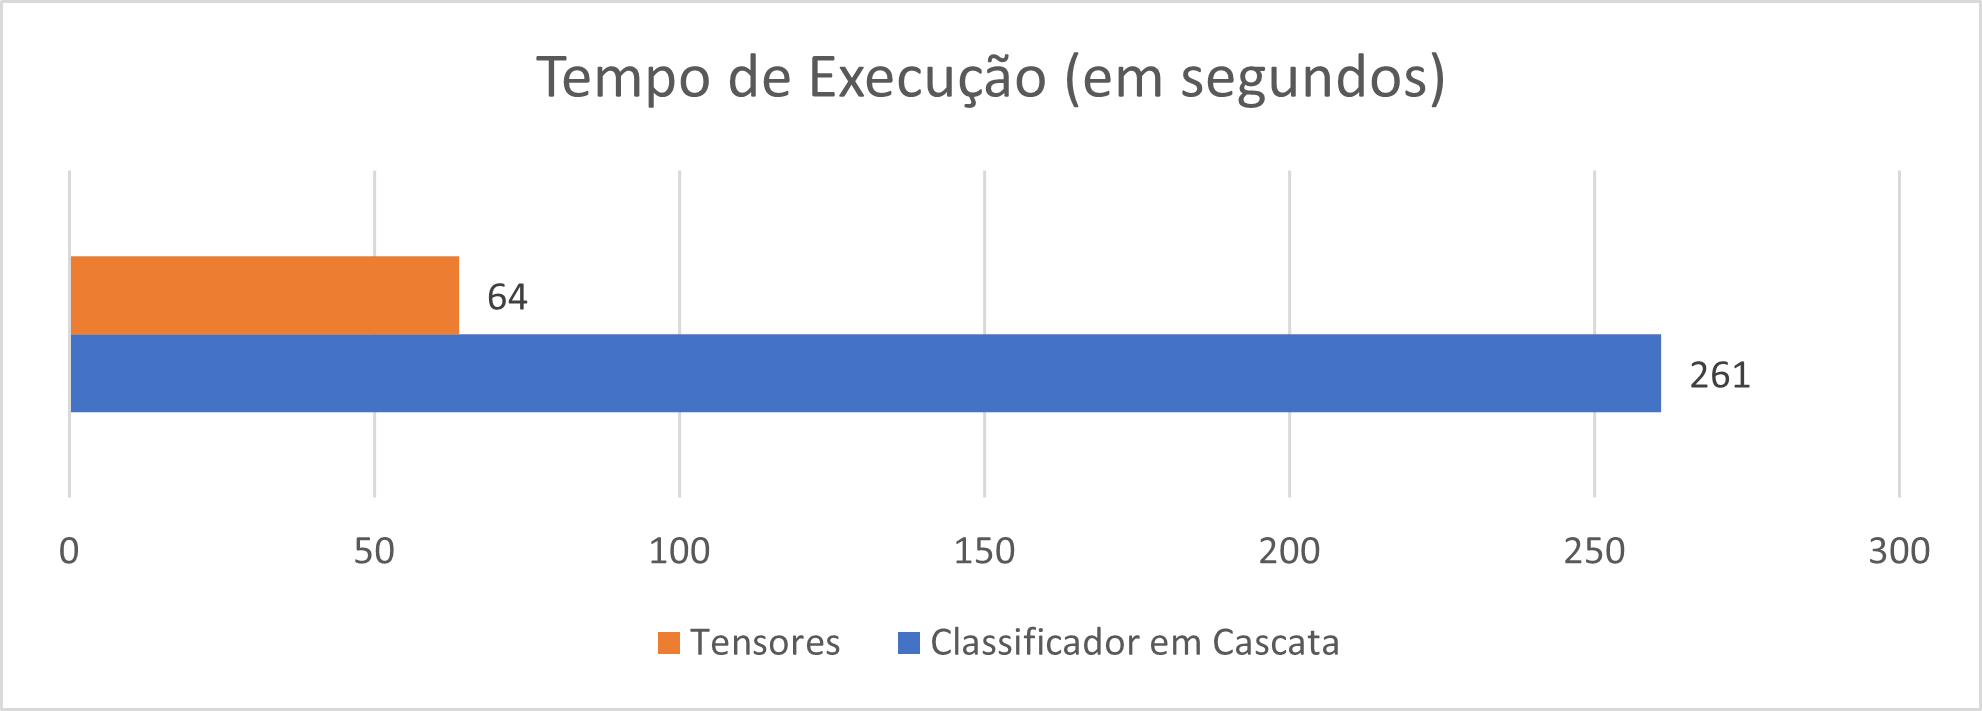 Tempo de Execução (em segundos)
64
261
0 50 100 150 200 250 300
Tensores Classificador em Cascata